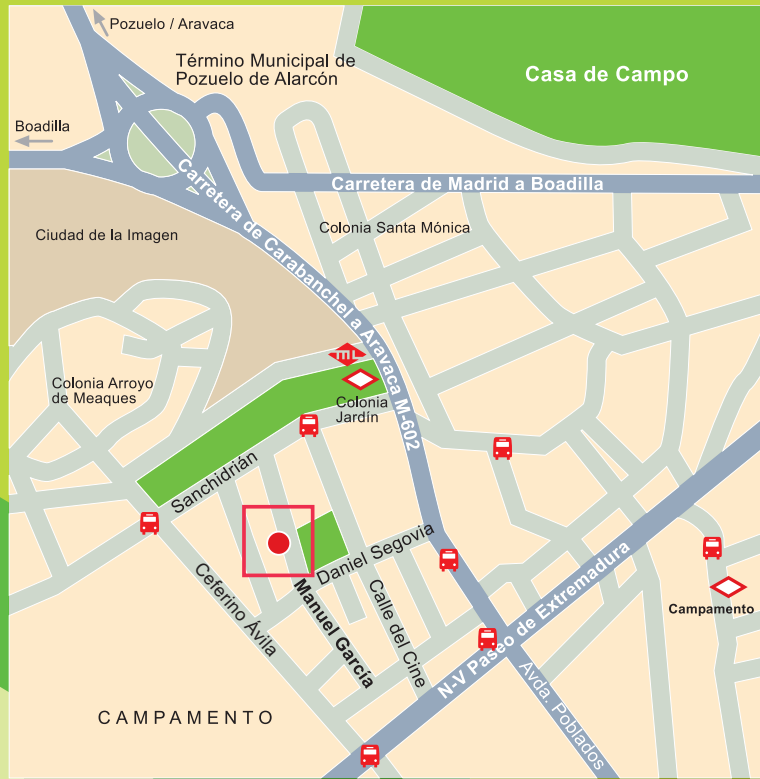 Pozuelo / Aravaca
Término Municipal de
Pozuelo de Alarcón
Casa de Campo
Boadilla
Carretera de Madrid a Boadilla
Carretera de Carabanchel a Aravaca M-602
Colonia Santa Mónica
Ciudad de la Imagen
mL
Colonia Arroyo
de Meaques
Colonia
Jardín
Sanchidrián
Daniel Segovia
Ceferino Ávila
Manuel García
Calle del Cine
N-V Paseo de Extremadura
Campamento
Avda. Poblados
CAMPAMENTO